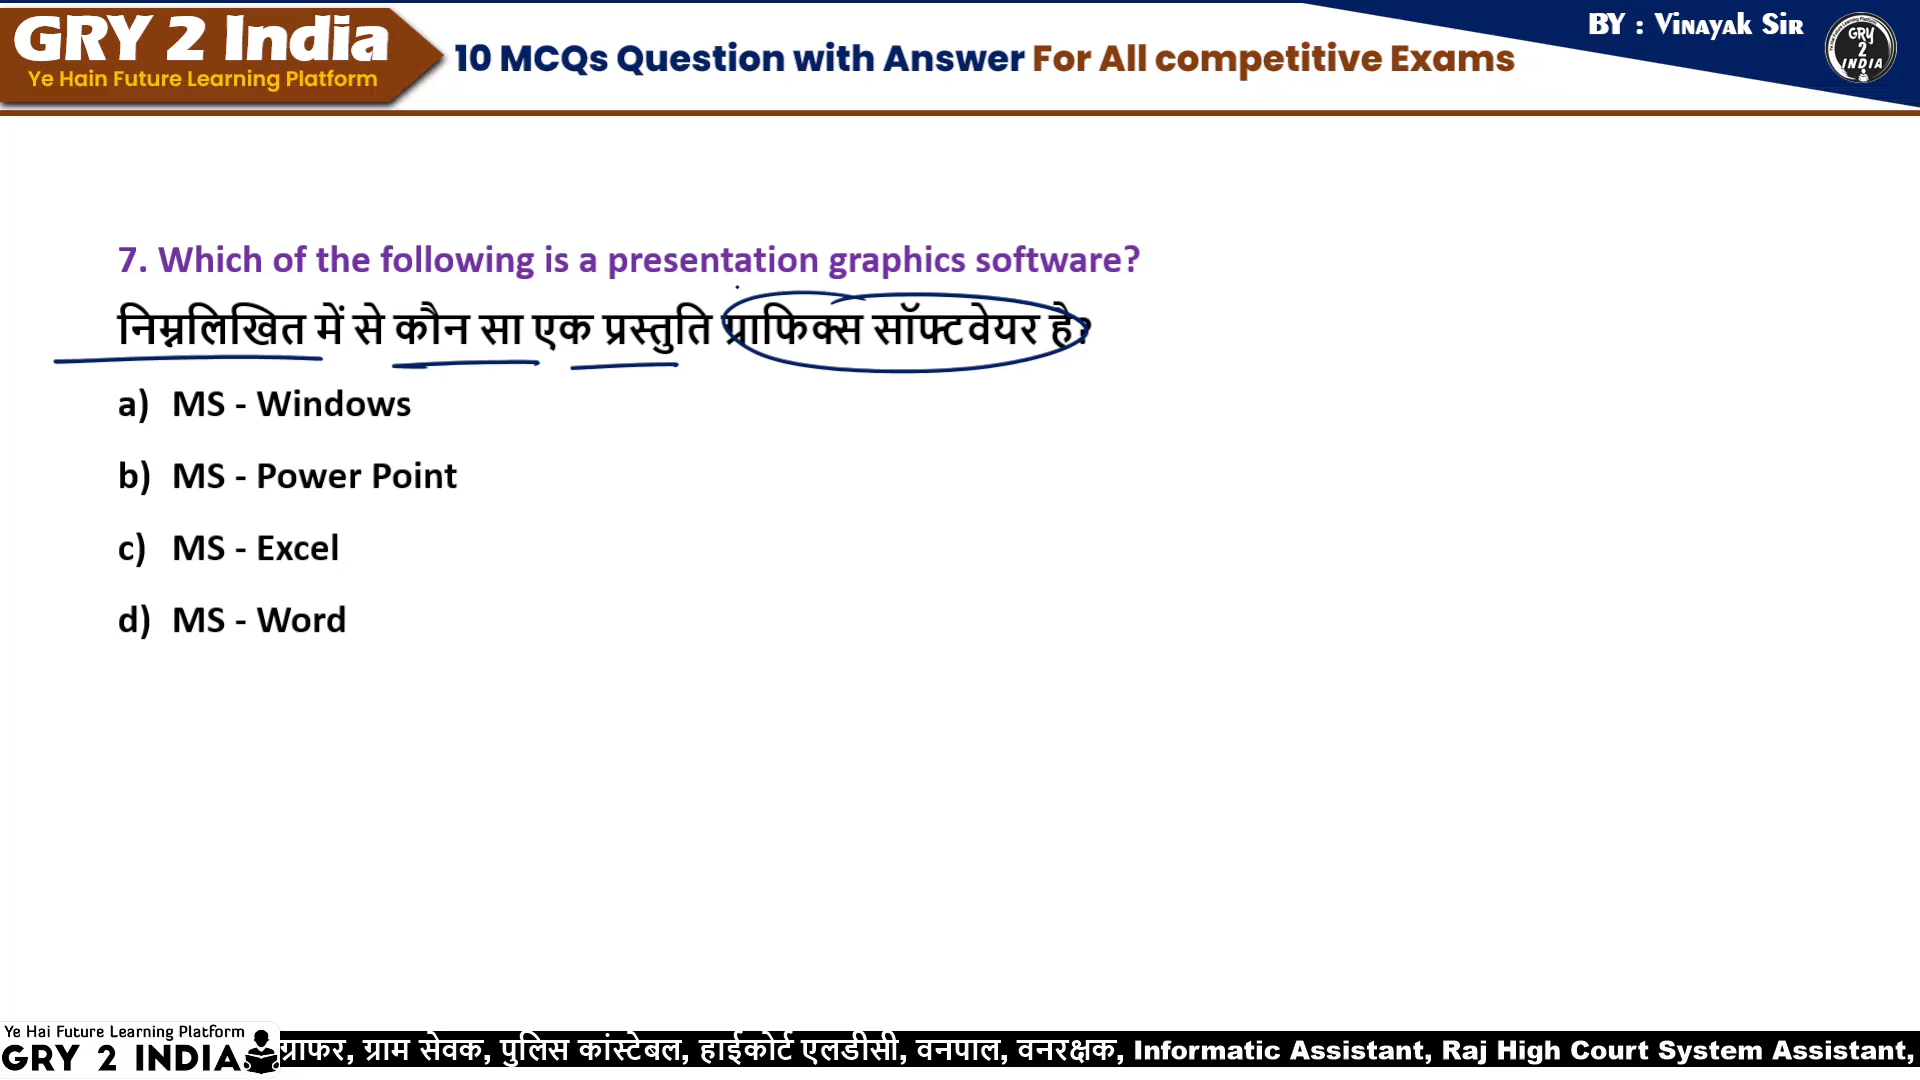 GRY 2 India
Ye Hain Future Learning Platform
10 MCQs Question with Answer For All competitive Exams
BY : Vinayak Sir
GRY
2
INDIA
7. Which of the following is a presentation graphics software?
निम्नलिखित में से कौन सा एक प्रस्तुति प्राफिक्स सॉफ्टवेयर है?
a) MS - Windows
b) MS - Power Point
c) MS - Excel
d) MS - Word
Ye Hai Future Learning Platform
GRY 2 INDIA
ग्राफर, ग्राम सेवक, पुलिस कांस्टेबल, हाईकोर्ट एलडीसी, वनपाल, वनरक्षक, Informatic Assistant, Raj High Court System Assistant,